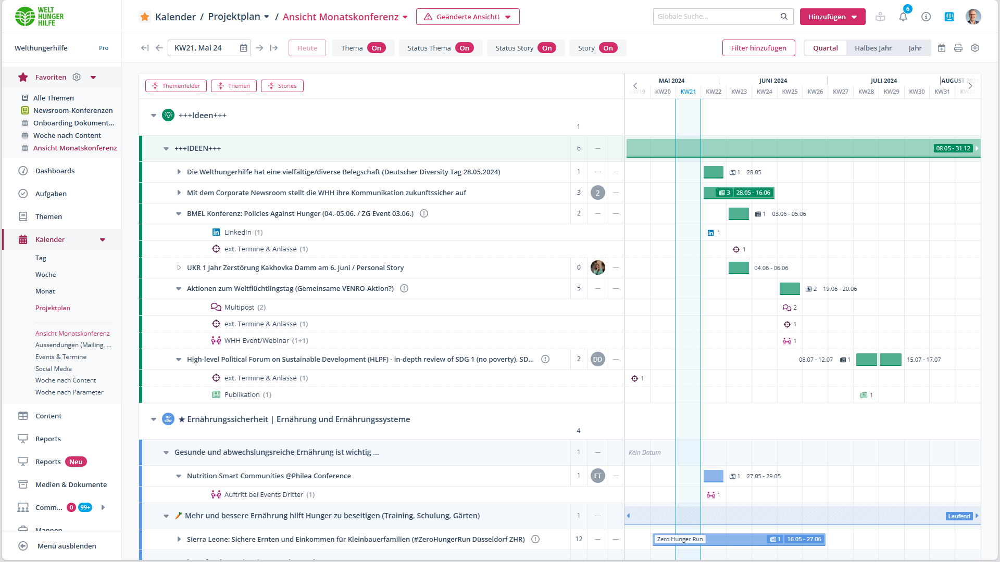 WELT
HUNGER
HILFE
Kalender / Projektplan / Ansicht Monatskonferenz
Geänderte Ansicht!
Globale Suche...
Hinzufügen
6
Welthungerhilfe Pro
KW21, Mai 24
Heute
Thema On
Status Thema On
Status Story On
Story On
Filter hinzufügen
Quartal Halbes Jahr Jahr
Favoriten
Alle Themen
Newsroom-Konferenzen
Onboarding Dokument...
Woche nach Content
Ansicht Monatskonferenz
Dashboards
Aufgaben
Themen
Kalender
Tag
Woche
Monat
Projektplan
Ansicht Monatskonferenz
Aussendungen (Mailing, ...
Events & Termine
Social Media
Woche nach Content
Woche nach Parameter
Content
Reports
Reports Neu
Medien & Dokumente
Comm... 0 99+
Mappen
Menü ausblenden
Themenfelder Themen Stories
MAI 2024 JUNI 2024 JULI 2024 AUGUST 2024
KW19 KW20 KW21 KW22 KW23 KW24 KW25 KW26 KW27 KW28 KW29 KW30 KW31 KW32
+++Ideen+++
1
+++IDEEN+++ 6 — 08.05 - 31.12
Die Welthungerhilfe hat eine vielfältige/diverse Belegschaft (Deutscher Diversity Tag 28.05.2024) 1 — — 1 28.05
Mit dem Corporate Newsroom stellt die WHH ihre Kommunikation zukunftssicher auf 3 2 — 3 28.05 - 16.06
BMEL Konferenz: Policies Against Hunger (04.-05.06. / ZG Event 03.06.) 2 — — 1 03.06 - 05.06
LinkedIn (1) 1
ext. Termine & Anlässe (1) 1
UKR 1 Jahr Zerstörung Kakhovka Damm am 6. Juni / Personal Story 0 — 04.06 - 06.06
Aktionen zum Weltflüchtlingstag (Gemeinsame VENRO-Aktion?) 5 — — 2 19.06 - 20.06
Multipost (2) 2
ext. Termine & Anlässe (1) 1
WHH Event/Webinar (1+1) 1
High-level Political Forum on Sustainable Development (HLPF) - in-depth review of SDG 1 (no poverty), SD... 2 DD — 08.07 - 12.07 1 15.07 - 17.07
ext. Termine & Anlässe (1) 1
Publikation (1) 1
★ Ernährungssicherheit | Ernährung und Ernährungssysteme
4
Gesunde und abwechslungsreiche Ernährung ist wichtig ... 1 — Kein Datum
Nutrition Smart Communities @Philea Conference 1 ET — 1 27.05 - 29.05
Auftritt bei Events Dritter (1) 1
🥕 Mehr und bessere Ernährung hilft Hunger zu beseitigen (Training, Schulung, Gärten) 1 — Laufend
Sierra Leone: Sichere Ernten und Einkommen für Kleinbauerfamilien (#ZeroHungerRun Düsseldorf ZHR) 12 — — Zero Hunger Run 1 16.05 - 27.06